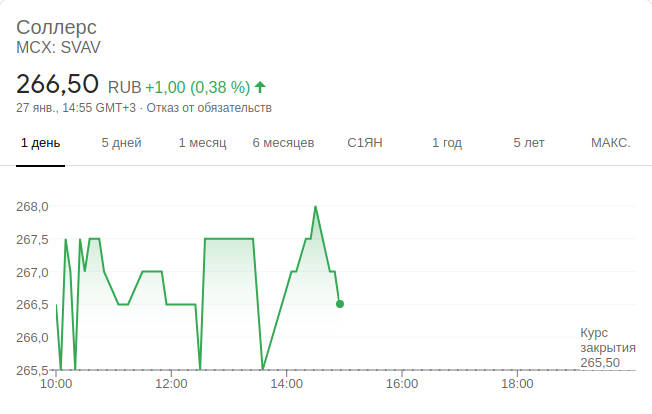 Соллерс
MCX: SVAV
266,50 RUB +1,00 (0,38 %)
27 янв., 14:55 GMT+3 · Отказ от обязательств
1 день 5 дней 1 месяц 6 месяцев С1ЯН 1 год 5 лет МАКС.
268,0
267,5
267,0
266,5
266,0
265,5
Курс
закрытия
265,50
10:00 12:00 14:00 16:00 18:00